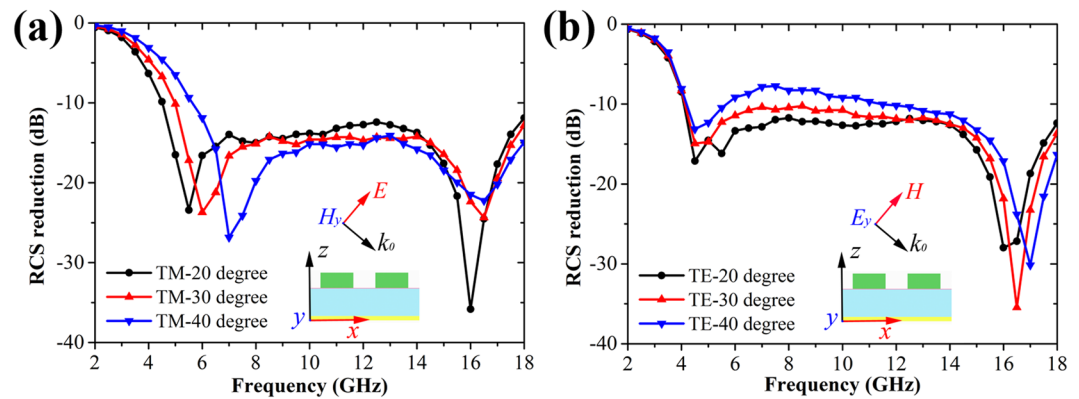 (a)
RCS reduction (dB)
0
-10
-20
-30
-40
TM-20 degree
TM-30 degree
TM-40 degree
E
Hy
k0
z
y
x
2 4 6 8 10 12 14 16 18
Frequency (GHz)
(b)
RCS reduction (dB)
0
-10
-20
-30
-40
TE-20 degree
TE-30 degree
TE-40 degree
H
Ey
k0
z
y
x
2 4 6 8 10 12 14 16 18
Frequency (GHz)